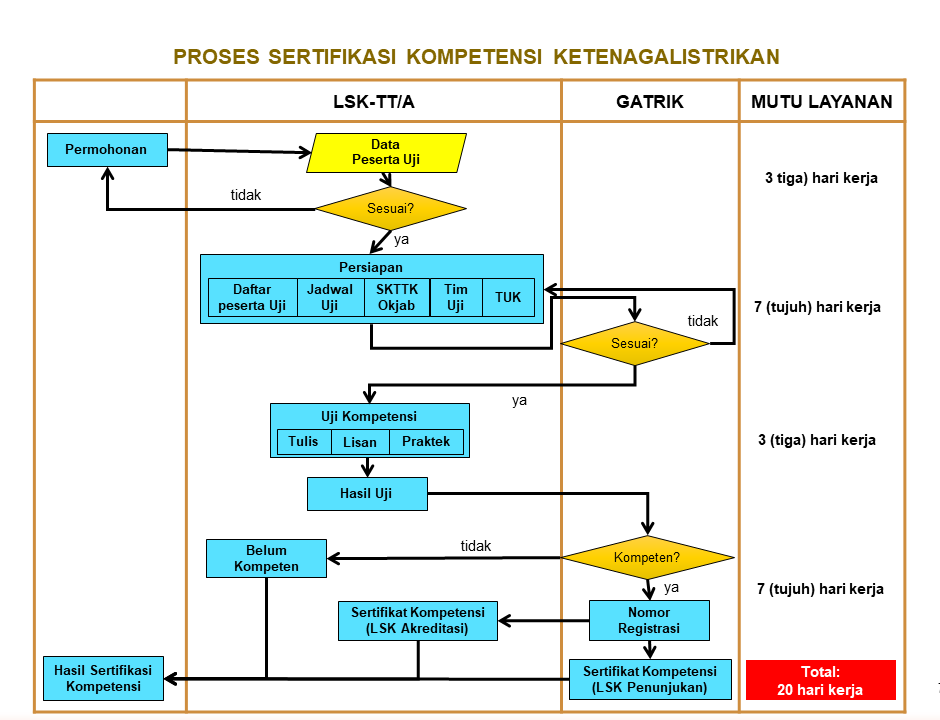 PROSES SERTIFIKASI KOMPETENSI KETENAGALISTRIKAN
LSK-TT/A
GATRIK
MUTU LAYANAN
Permohonan
Data
Peserta Uji
3 tiga) hari kerja
tidak
Sesuai?
ya
Persiapan
Daftar
peserta Uji
Jadwal
Uji
SKTTK
Okjab
Tim
Uji
TUK
7 (tujuh) hari kerja
tidak
Sesuai?
ya
Uji Kompetensi
Tulis
Lisan
Praktek
3 (tiga) hari kerja
Hasil Uji
Belum
Kompeten
tidak
Kompeten?
ya
7 (tujuh) hari kerja
Sertifikat Kompetensi
(LSK Akreditasi)
Nomor
Registrasi
Hasil Sertifikasi
Kompetensi
Sertifikat Kompetensi
(LSK Penunjukan)
Total:
20 hari kerja